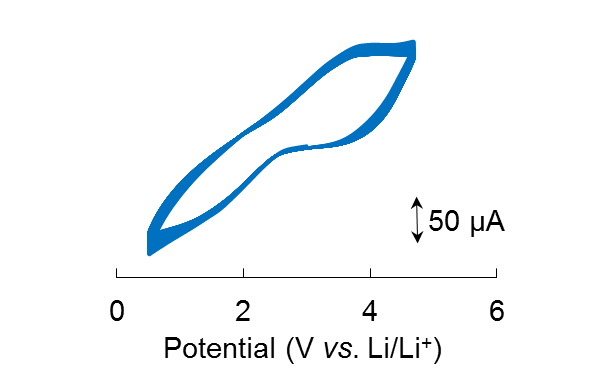 50 µA
0 2 4 6
Potential (V vs. Li/Li⁺)